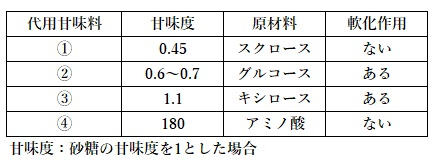 代用甘味料 甘味度 原材料 軟化作用
① 0.45 スクロース ない
② 0.6～0.7 グルコース ある
③ 1.1 キシロース ある
④ 180 アミノ酸 ない
甘味度：砂糖の甘味度を1とした場合